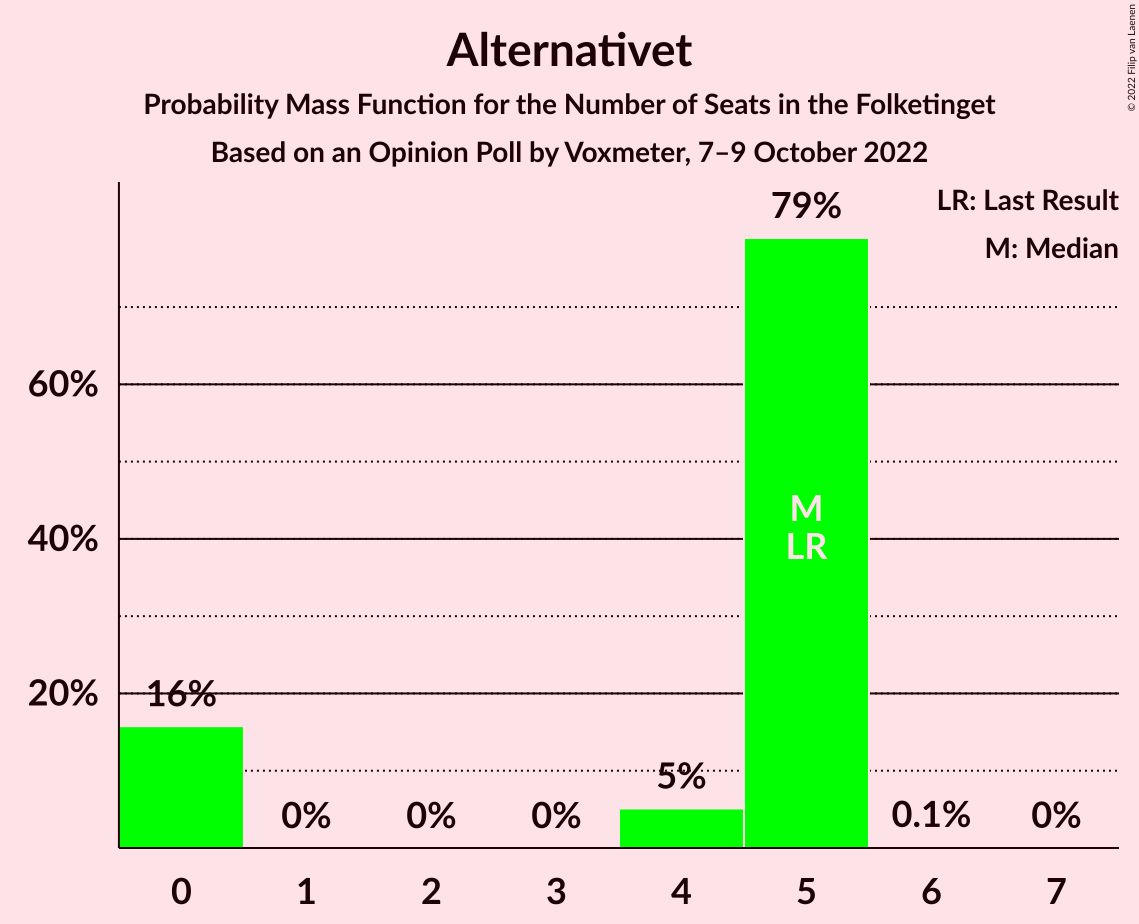 Alternativet
Probability Mass Function for the Number of Seats in the Folketinget
Based on an Opinion Poll by Voxmeter, 7–9 October 2022
© 2022 Filip van Laenen
LR: Last Result
M: Median
79%
60%
M
40%
LR
20%
16%
5%
0%
0%
0%
0.1%
0%
0
1
2
3
4
5
6
7